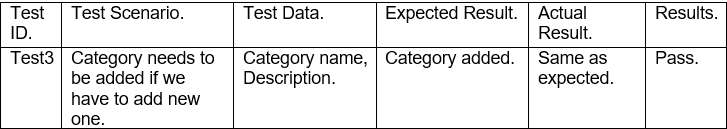 Test ID.
Test Scenario.
Test Data.
Expected Result.
Actual Result.
Results.
Test3
Category needs to
be added if we
have to add new
one.
Category name,
Description.
Category added.
Same as
expected.
Pass.